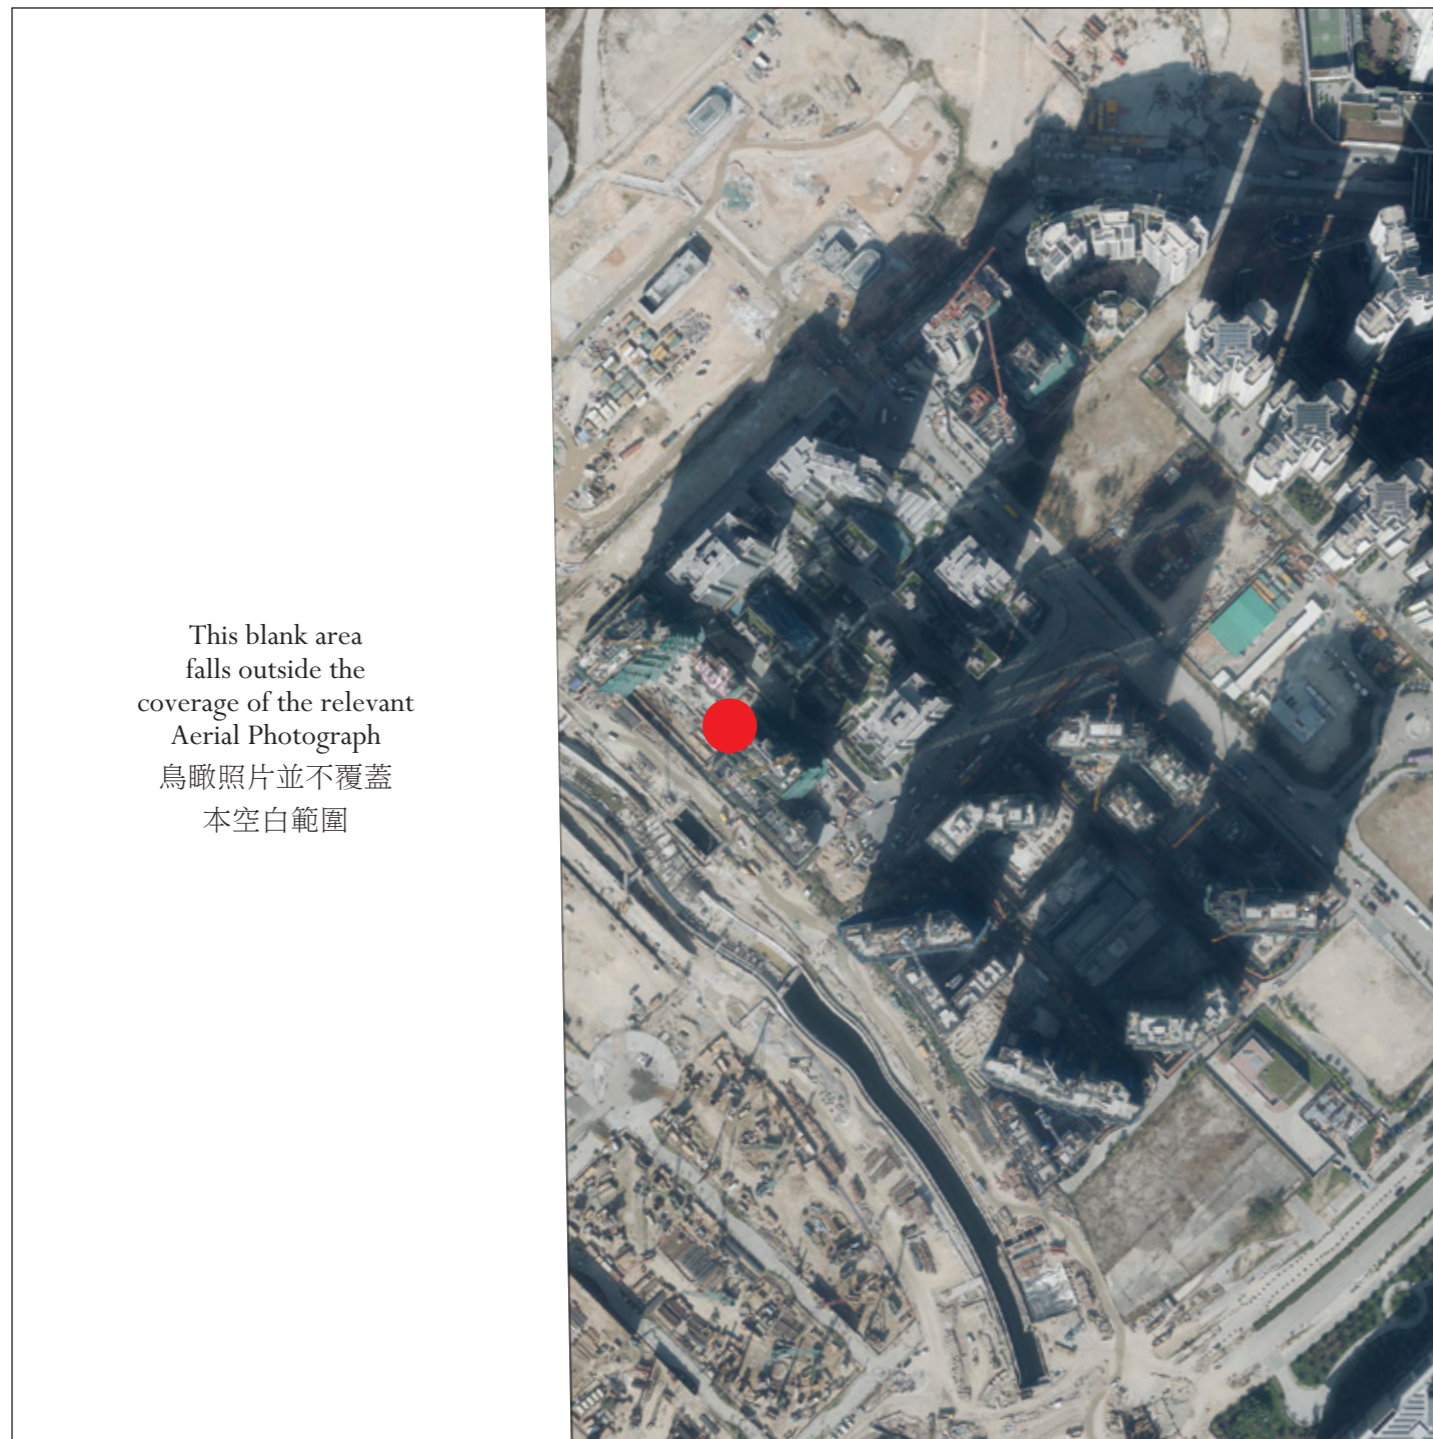 This blank area
falls outside the
coverage of the relevant
Aerial Photograph
鳥瞰照片並不覆蓋
本空白範圍